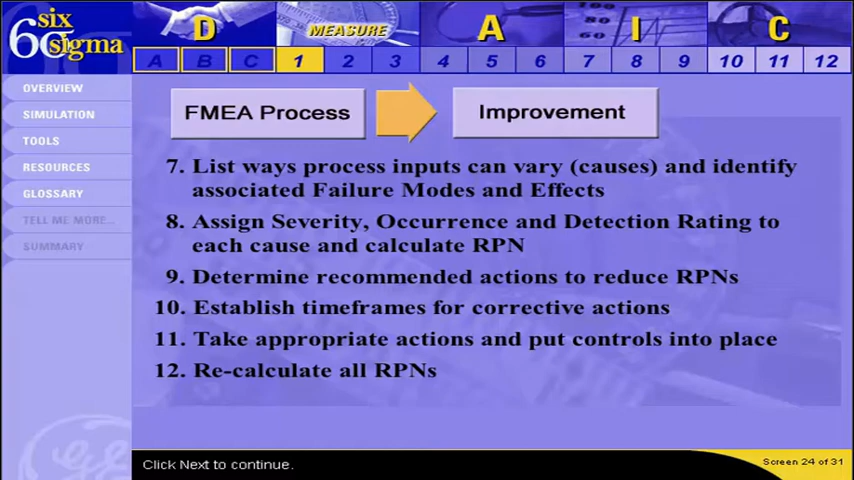 six
6σ sigma
D
MEASURE
A
I
C
A B C 1 2 3 4 5 6 7 8 9 10 11 12
OVERVIEW
SIMULATION
TOOLS
RESOURCES
GLOSSARY
TELL ME MORE...
SUMMARY
FMEA Process
Improvement
7. List ways process inputs can vary (causes) and identify
associated Failure Modes and Effects
8. Assign Severity, Occurrence and Detection Rating to
each cause and calculate RPN
9. Determine recommended actions to reduce RPNs
10. Establish timeframes for corrective actions
11. Take appropriate actions and put controls into place
12. Re-calculate all RPNs
Click Next to continue.
Screen 24 of 31